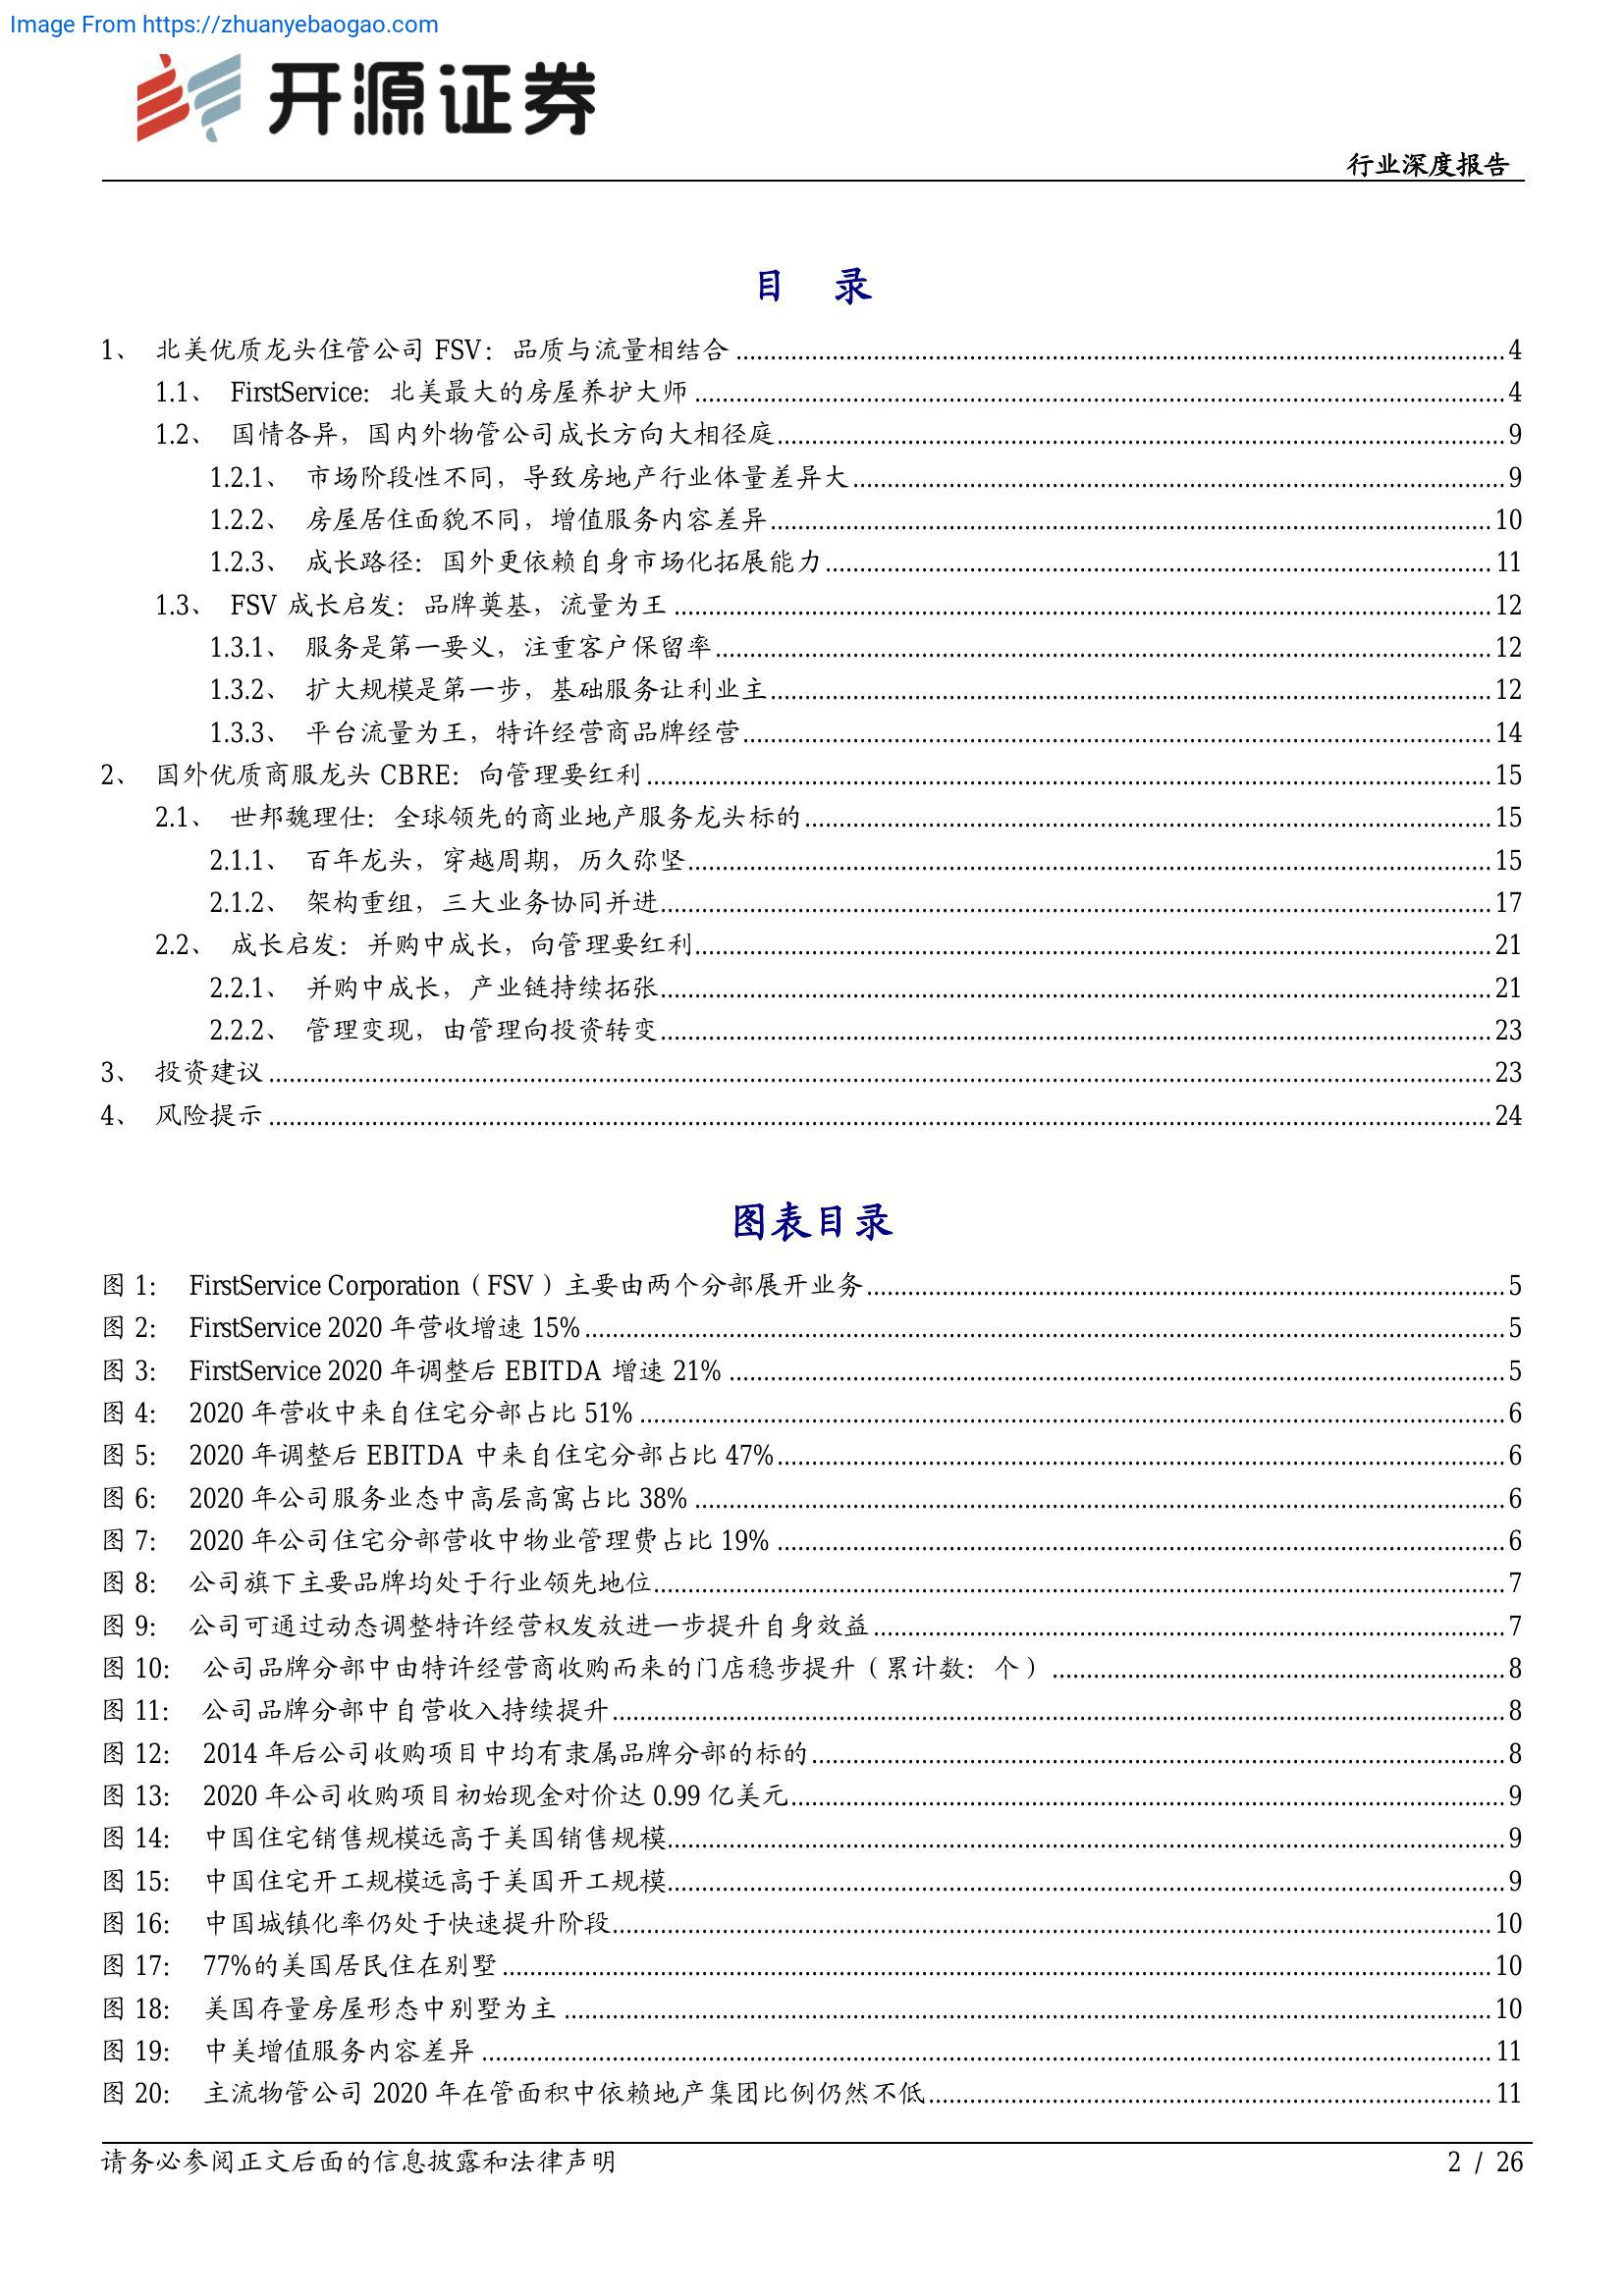 Image From https://zhuanyebaogao.com
开源证券
行业深度报告
目 录
1、 北美优质龙头住管公司 FSV：品质与流量相结合 ........ 4
1.1、 FirstService：北美最大的房屋养护大师 ........ 4
1.2、 国情各异，国内外物管公司成长方向大相径庭 ........ 9
1.2.1、 市场阶段性不同，导致房地产行业体量差异大 ........ 9
1.2.2、 房屋居住面貌不同，增值服务内容差异 ........ 10
1.2.3、 成长路径：国外更依赖自身市场化拓展能力 ........ 11
1.3、 FSV 成长启发：品牌奠基，流量为王 ........ 12
1.3.1、 服务是第一要义，注重客户保留率 ........ 12
1.3.2、 扩大规模是第一步，基础服务让利业主 ........ 12
1.3.3、 平台流量为王，特许经营商品牌经营 ........ 14
2、 国外优质商服龙头 CBRE：向管理要红利 ........ 15
2.1、 世邦魏理仕：全球领先的商业地产服务龙头标的 ........ 15
2.1.1、 百年龙头，穿越周期，历久弥坚 ........ 15
2.1.2、 架构重组，三大业务协同并进 ........ 17
2.2、 成长启发：并购中成长，向管理要红利 ........ 21
2.2.1、 并购中成长，产业链持续拓张 ........ 21
2.2.2、 管理变现，由管理向投资转变 ........ 23
3、 投资建议 ........ 23
4、 风险提示 ........ 24
图表目录
图 1： FirstService Corporation（FSV）主要由两个分部展开业务 ........ 5
图 2： FirstService 2020 年营收增速 15% ........ 5
图 3： FirstService 2020 年调整后 EBITDA 增速 21% ........ 5
图 4： 2020 年营收中来自住宅分部占比 51% ........ 6
图 5： 2020 年调整后 EBITDA 中来自住宅分部占比 47% ........ 6
图 6： 2020 年公司服务业态中高层高寓占比 38% ........ 6
图 7： 2020 年公司住宅分部营收中物业管理费占比 19% ........ 6
图 8： 公司旗下主要品牌均处于行业领先地位 ........ 7
图 9： 公司可通过动态调整特许经营权发放进一步提升自身效益 ........ 7
图 10： 公司品牌分部中由特许经营商收购而来的门店稳步提升（累计数：个） ........ 8
图 11： 公司品牌分部中自营收入持续提升 ........ 8
图 12： 2014 年后公司收购项目中均有隶属品牌分部的标的 ........ 8
图 13： 2020 年公司收购项目初始现金对价达 0.99 亿美元 ........ 9
图 14： 中国住宅销售规模远高于美国销售规模 ........ 9
图 15： 中国住宅开工规模远高于美国开工规模 ........ 9
图 16： 中国城镇化率仍处于快速提升阶段 ........ 10
图 17： 77%的美国居民住在别墅 ........ 10
图 18： 美国存量房屋形态中别墅为主 ........ 10
图 19： 中美增值服务内容差异 ........ 11
图 20： 主流物管公司 2020 年在管面积中依赖地产集团比例仍然不低 ........ 11
请务必参阅正文后面的信息披露和法律声明
2 / 26